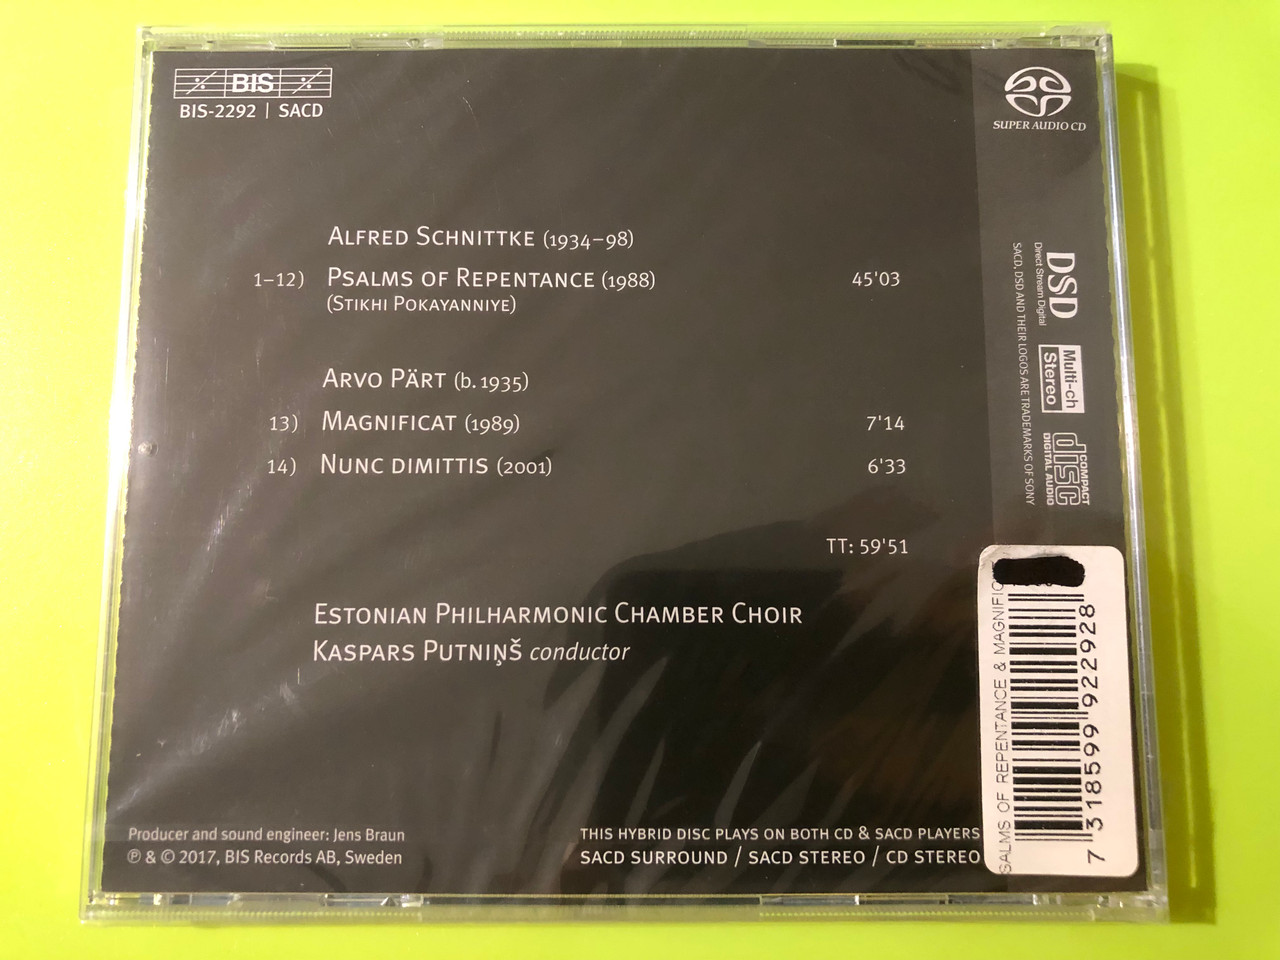 BIS
BIS-2292 | SACD
SUPER AUDIO CD
ALFRED SCHNITTKE (1934–98)
1–12) PSALMS OF REPENTANCE (1988) 45'03
(STIKHI POKAYANNIYE)
ARVO PÄRT (b. 1935)
13) MAGNIFICAT (1989) 7'14
14) NUNC DIMITTIS (2001) 6'33
TT: 59'51
ESTONIAN PHILHARMONIC CHAMBER CHOIR
KASPARS PUTNIŅŠ conductor
Producer and sound engineer: Jens Braun
℗ & © 2017, BIS Records AB, Sweden
THIS HYBRID DISC PLAYS ON BOTH CD & SACD PLAYERS
SACD SURROUND / SACD STEREO / CD STEREO
DSD
Direct Stream Digital
SACD, DSD AND THEIR LOGOS ARE TRADEMARKS OF SONY
Multi-ch
Stereo
COMPACT
disc
DIGITAL AUDIO
SALMS OF REPENTANCE & MAGNIFIC
7 318599 922928